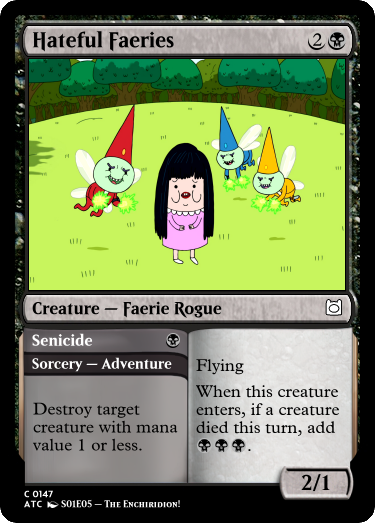 Hateful Faeries 2
Creature — Faerie Rogue
Senicide
Sorcery — Adventure
Destroy target
creature with mana
value 1 or less.
Flying
When this creature
enters, if a creature
died this turn, add
.
2/1
C 0147
ATC S01E05 — The Enchiridion!